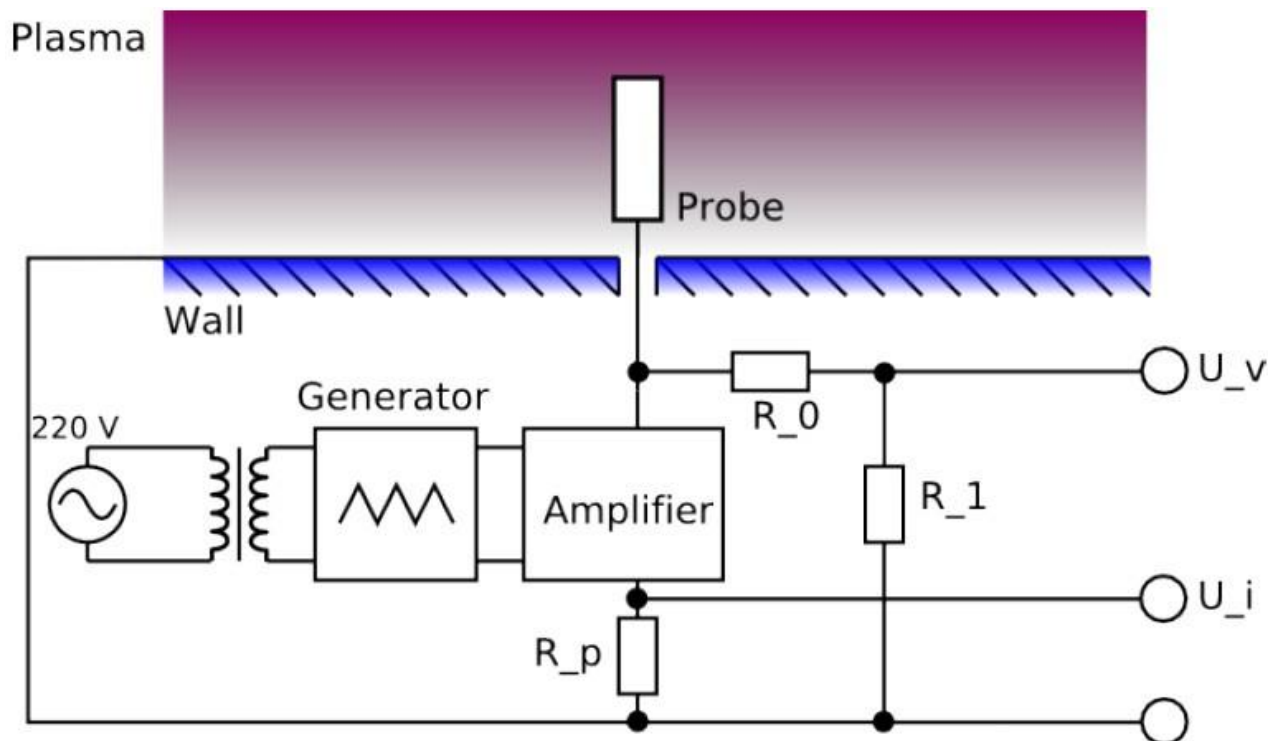 Plasma
Probe
Wall
U_v
Generator
R_0
220 V
R_1
Amplifier
U_i
R_p